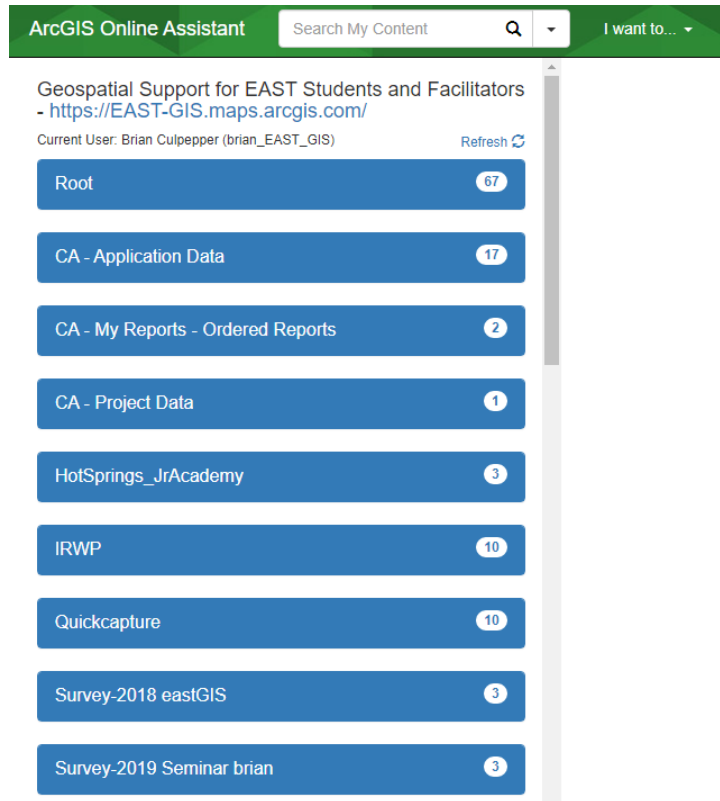 ArcGIS Online Assistant Search My Content I want to...
Geospatial Support for EAST Students and Facilitators
- https://EAST-GIS.maps.arcgis.com/
Current User: Brian Culpepper (brian_EAST_GIS) Refresh
Root 67
CA - Application Data 17
CA - My Reports - Ordered Reports 2
CA - Project Data 1
HotSprings_JrAcademy 3
IRWP 10
Quickcapture 10
Survey-2018 eastGIS 3
Survey-2019 Seminar brian 3